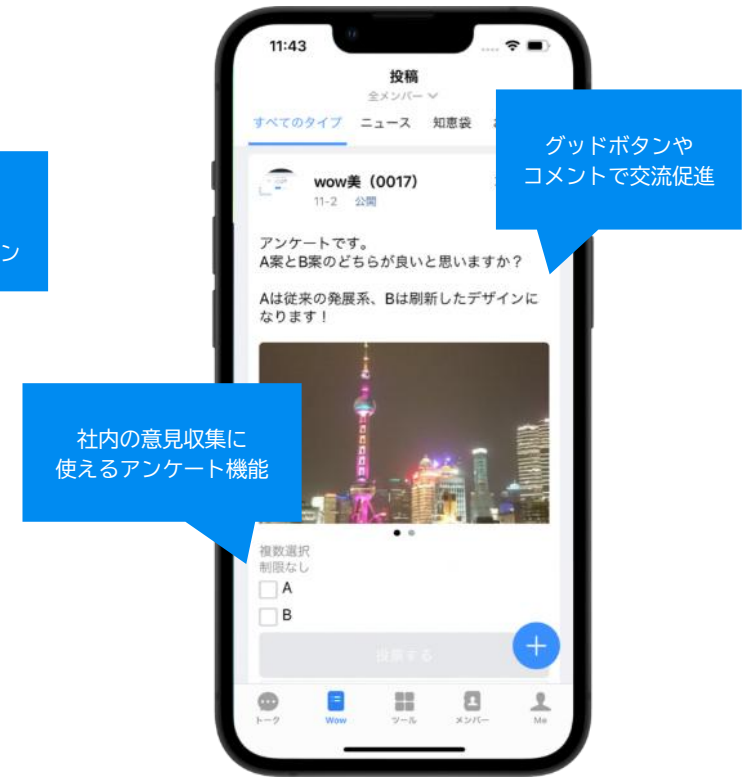 11:43
投稿
全メンバー
すべてのタイプ ニュース 知恵袋
グッドボタンや
コメントで交流促進
wow美（0017）
11-2 公開
ン
アンケートです。
A案とB案のどちらが良いと思いますか？
Aは従来の発展系、Bは刷新したデザインに
なります！
社内の意見収集に
使えるアンケート機能
複数選択
制限なし
A
B
投票する
トーク Wow ツール メンバー Me